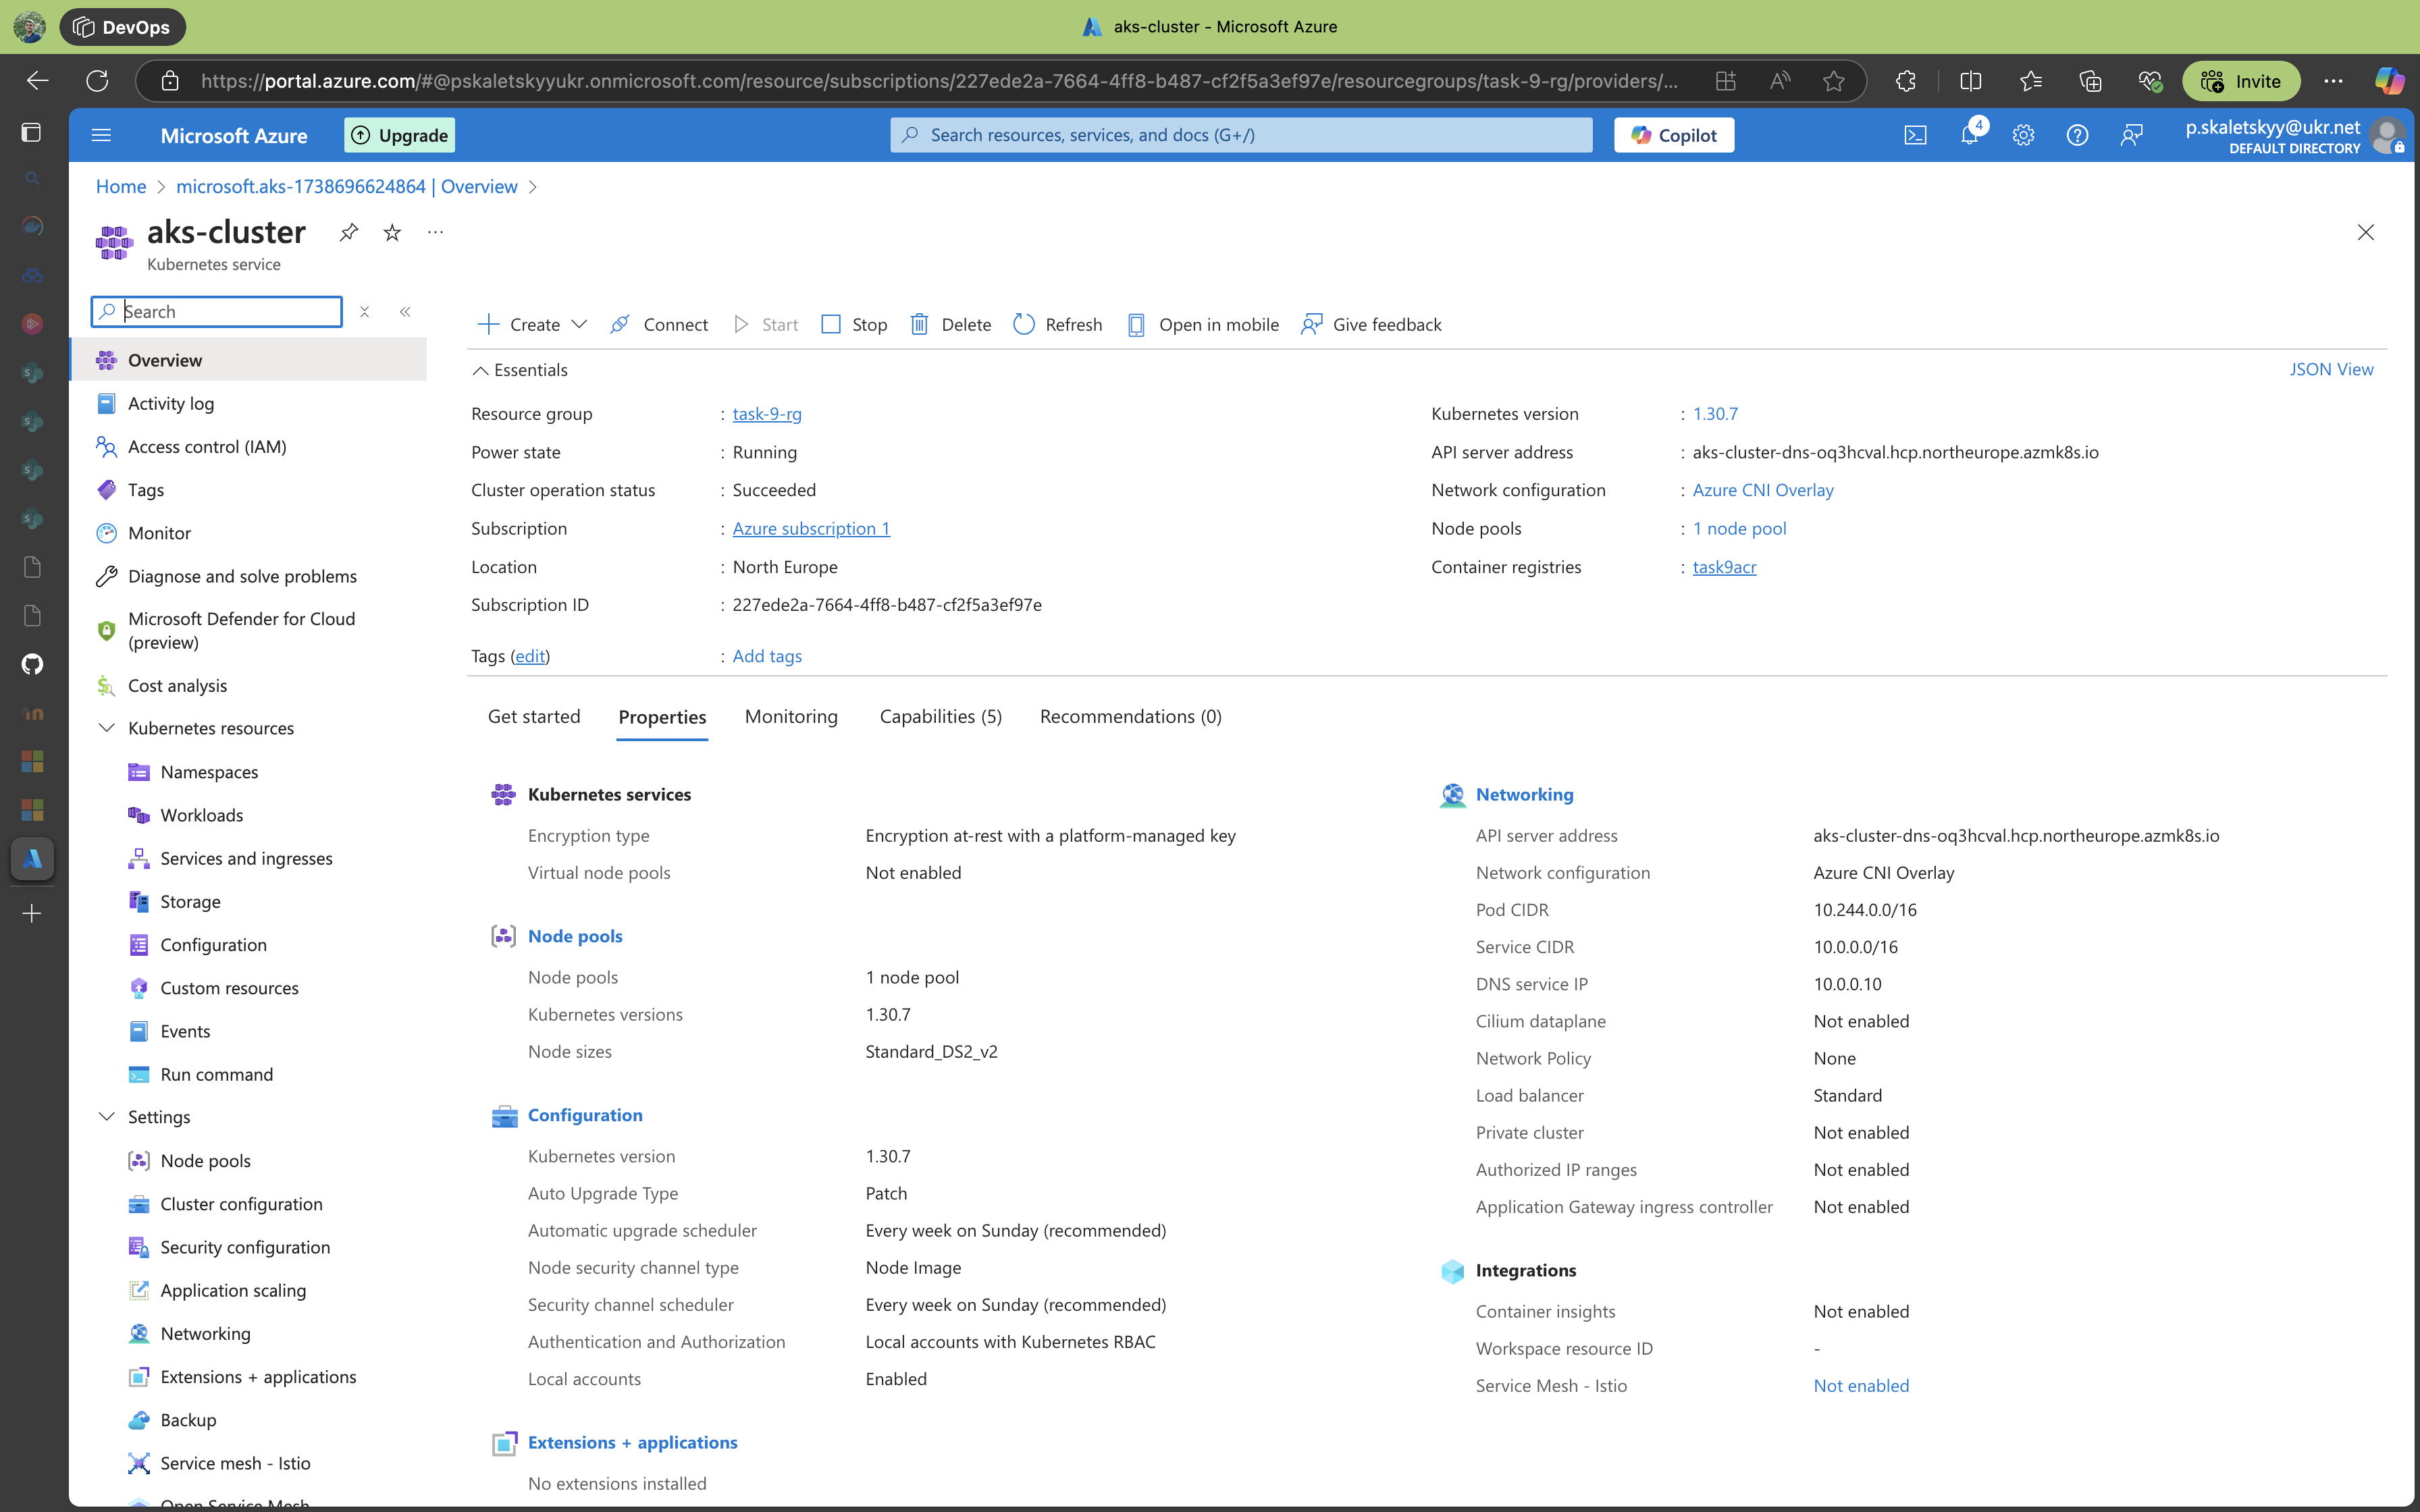 DevOps
aks-cluster - Microsoft Azure
https://portal.azure.com/#@pskaletskyyukr.onmicrosoft.com/resource/subscriptions/227ede2a-7664-4ff8-b487-cf2f5a3ef97e/resourcegroups/task-9-rg/providers/...
Invite
Microsoft Azure
Upgrade
Search resources, services, and docs (G+/)
Copilot
4
p.skaletskyy@ukr.net
DEFAULT DIRECTORY
Home > microsoft.aks-1738696624864 | Overview >
aks-cluster
Kubernetes service
Search
Overview
Activity log
Access control (IAM)
Tags
Monitor
Diagnose and solve problems
Microsoft Defender for Cloud
(preview)
Cost analysis
Kubernetes resources
Namespaces
Workloads
Services and ingresses
Storage
Configuration
Custom resources
Events
Run command
Settings
Node pools
Cluster configuration
Security configuration
Application scaling
Networking
Extensions + applications
Backup
Service mesh - Istio
Open Service Mesh
Create
Connect
Start
Stop
Delete
Refresh
Open in mobile
Give feedback
Essentials
JSON View
Resource group : task-9-rg
Power state : Running
Cluster operation status : Succeeded
Subscription : Azure subscription 1
Location : North Europe
Subscription ID : 227ede2a-7664-4ff8-b487-cf2f5a3ef97e
Kubernetes version : 1.30.7
API server address : aks-cluster-dns-oq3hcval.hcp.northeurope.azmk8s.io
Network configuration : Azure CNI Overlay
Node pools : 1 node pool
Container registries : task9acr
Tags (edit) : Add tags
Get started
Properties
Monitoring
Capabilities (5)
Recommendations (0)
Kubernetes services
Encryption type Encryption at-rest with a platform-managed key
Virtual node pools Not enabled
Node pools
Node pools 1 node pool
Kubernetes versions 1.30.7
Node sizes Standard_DS2_v2
Configuration
Kubernetes version 1.30.7
Auto Upgrade Type Patch
Automatic upgrade scheduler Every week on Sunday (recommended)
Node security channel type Node Image
Security channel scheduler Every week on Sunday (recommended)
Authentication and Authorization Local accounts with Kubernetes RBAC
Local accounts Enabled
Extensions + applications
No extensions installed
Networking
API server address aks-cluster-dns-oq3hcval.hcp.northeurope.azmk8s.io
Network configuration Azure CNI Overlay
Pod CIDR 10.244.0.0/16
Service CIDR 10.0.0.0/16
DNS service IP 10.0.0.10
Cilium dataplane Not enabled
Network Policy None
Load balancer Standard
Private cluster Not enabled
Authorized IP ranges Not enabled
Application Gateway ingress controller Not enabled
Integrations
Container insights Not enabled
Workspace resource ID -
Service Mesh - Istio Not enabled